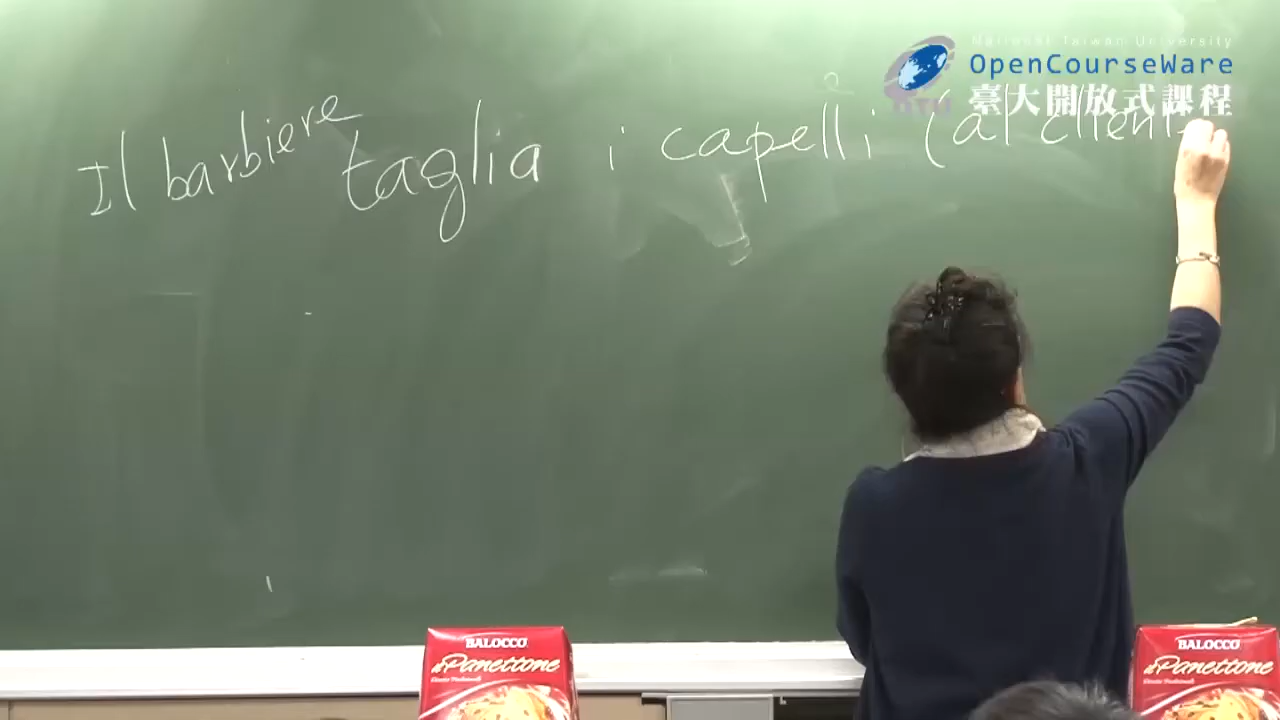 National Taiwan University
OpenCourseWare
臺大開放式課程
Il barbiere taglia i capelli (al client
BALOCCO
il Panettone
BALOCCO
il Panettone